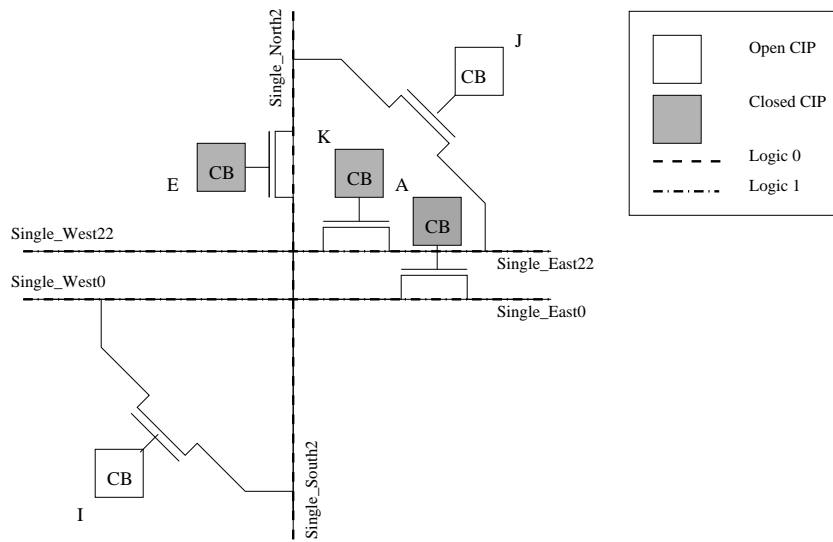 J
Single_North2
CB
Open CIP
Closed CIP
K
CB
E
CB
A
CB
Logic 0
Logic 1
Single_West22
Single_East22
Single_West0
Single_East0
CB
I
Single_South2